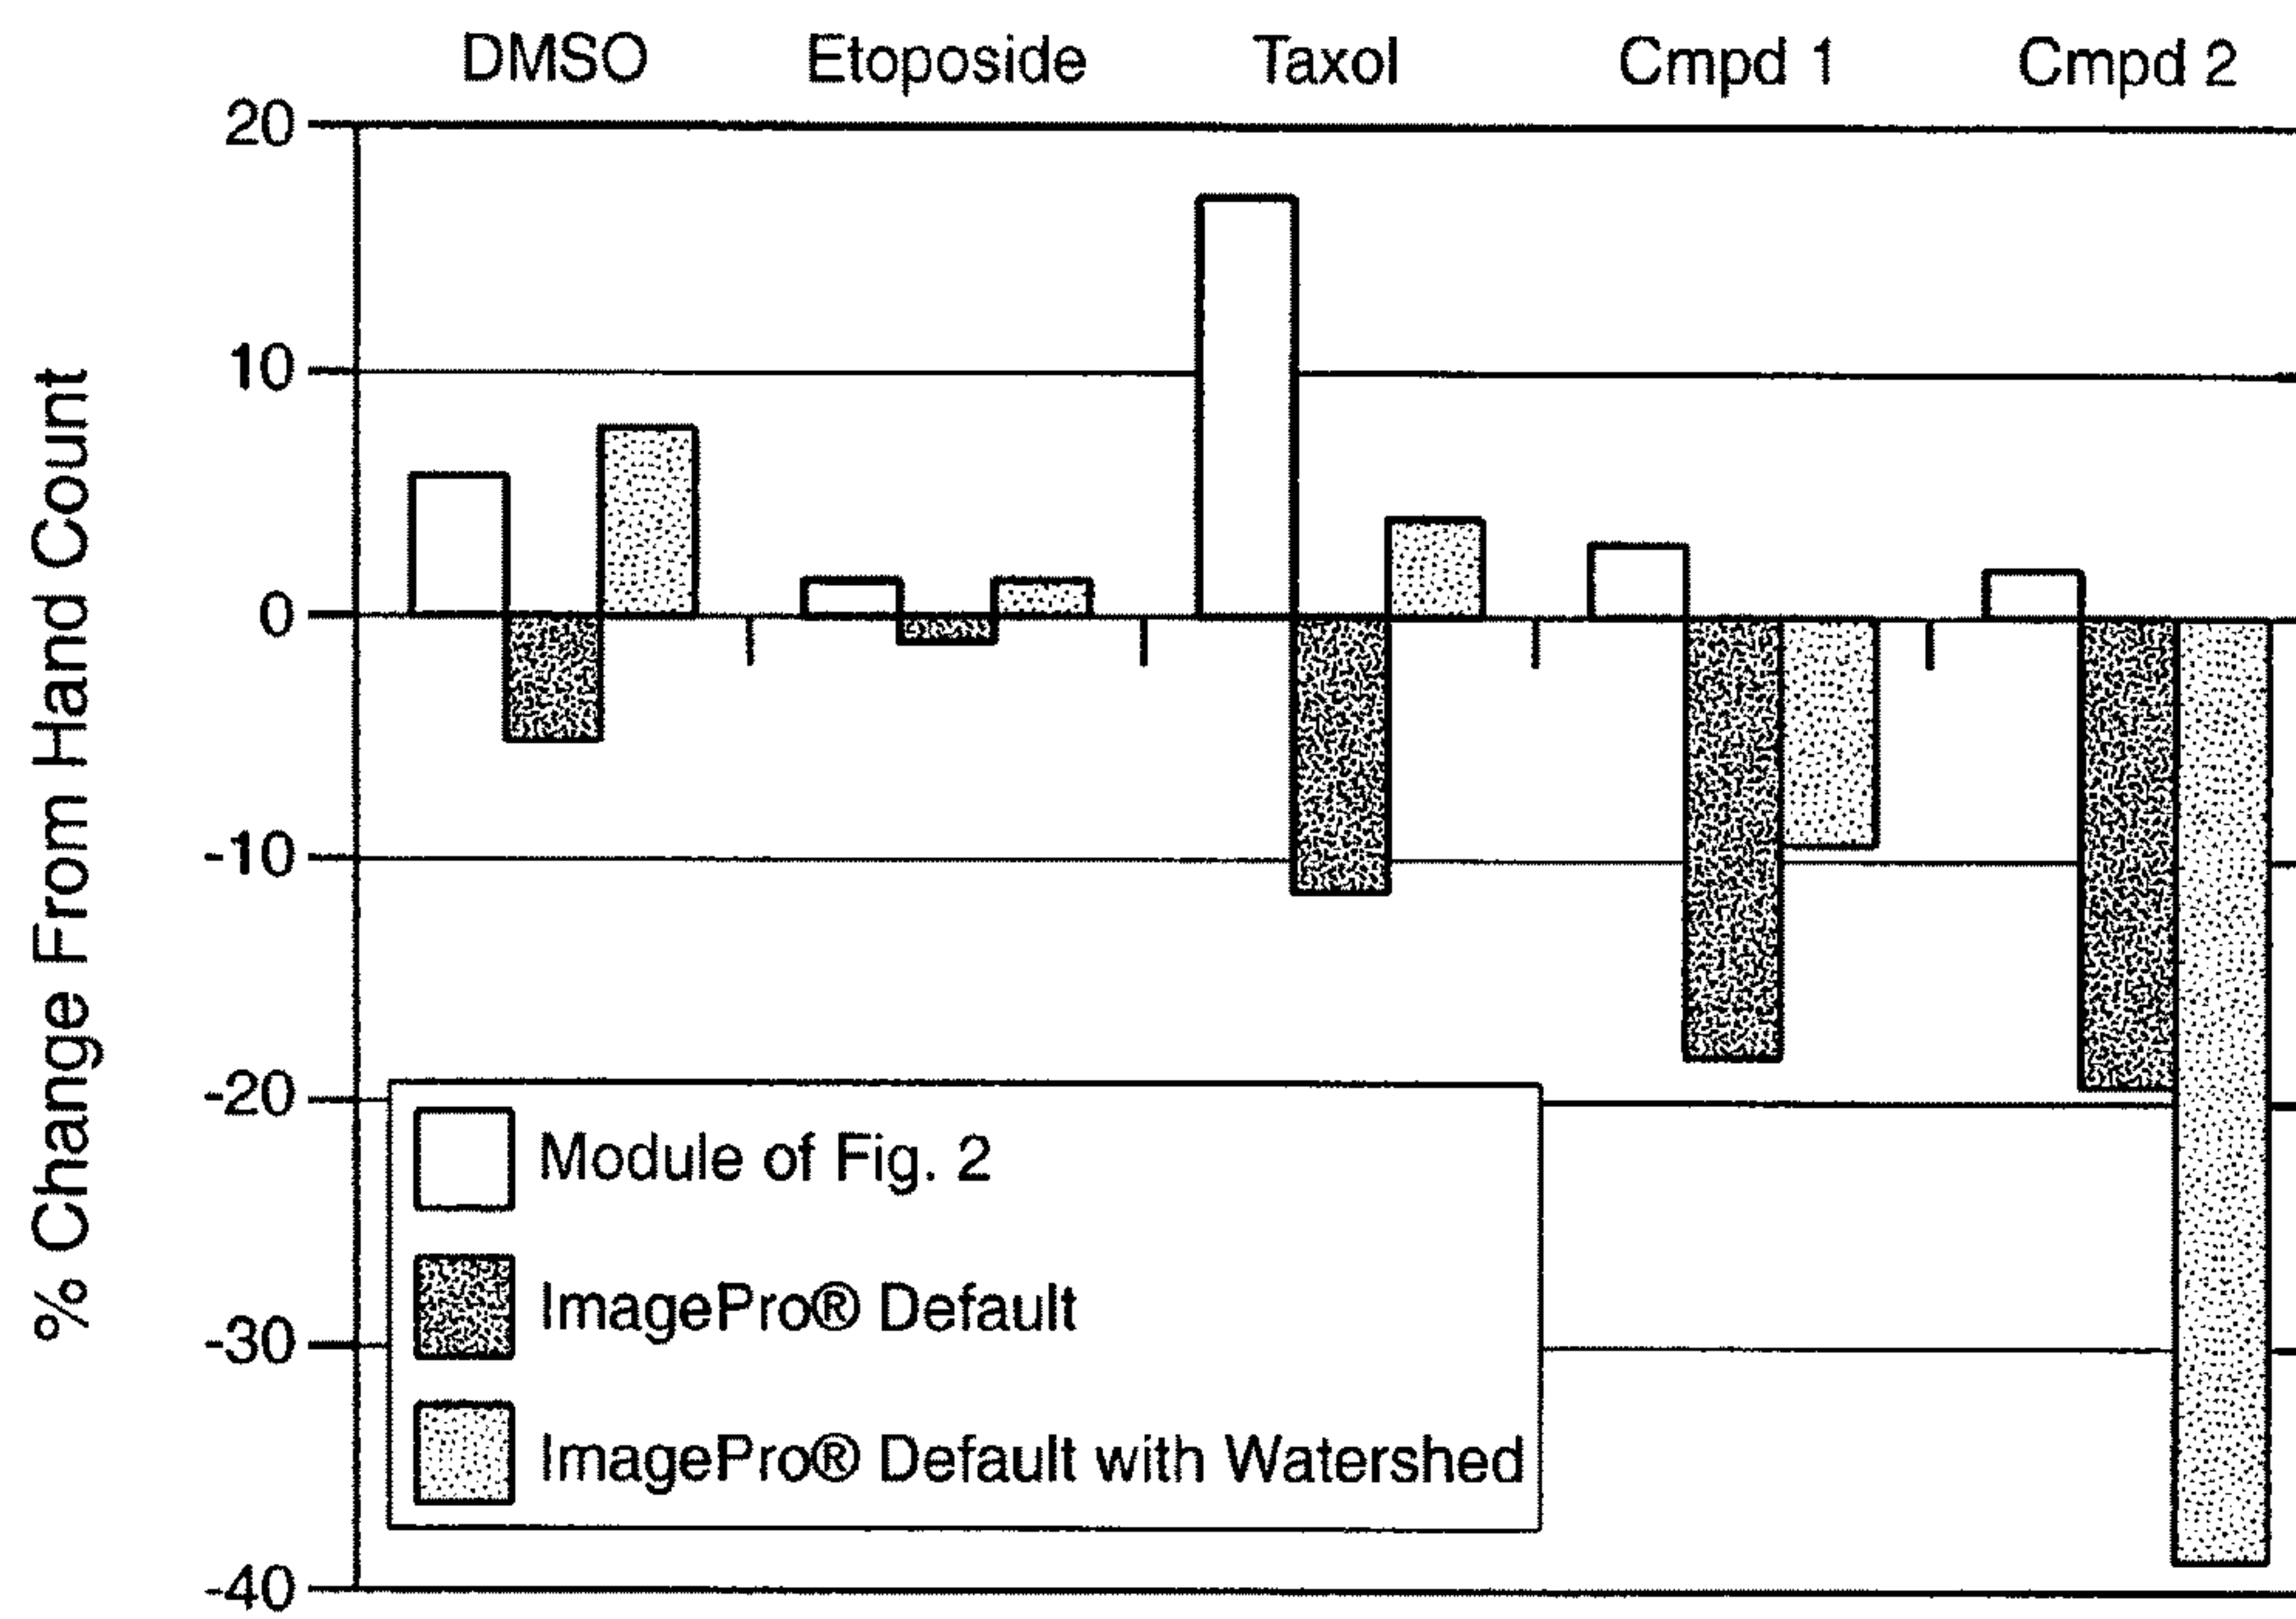 DMSO Etoposide Taxol Cmpd 1 Cmpd 2
20
10
0
-10
-20
-30
-40
% Change From Hand Count
Module of Fig. 2
ImagePro® Default
ImagePro® Default with Watershed